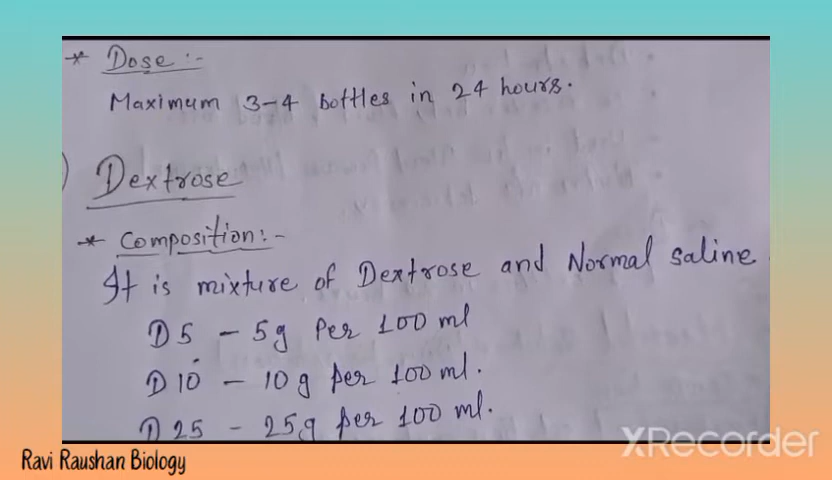 * Dose :-
Maximum 3-4 bottles in 24 hours.
) Dextrose
* Composition:-
It is mixture of Dextrose and Normal saline
D5 - 5g Per 100 ml
D10 - 10 g per 100 ml.
D25 - 25g per 100 ml.
XRecorder
Ravi Raushan Biology